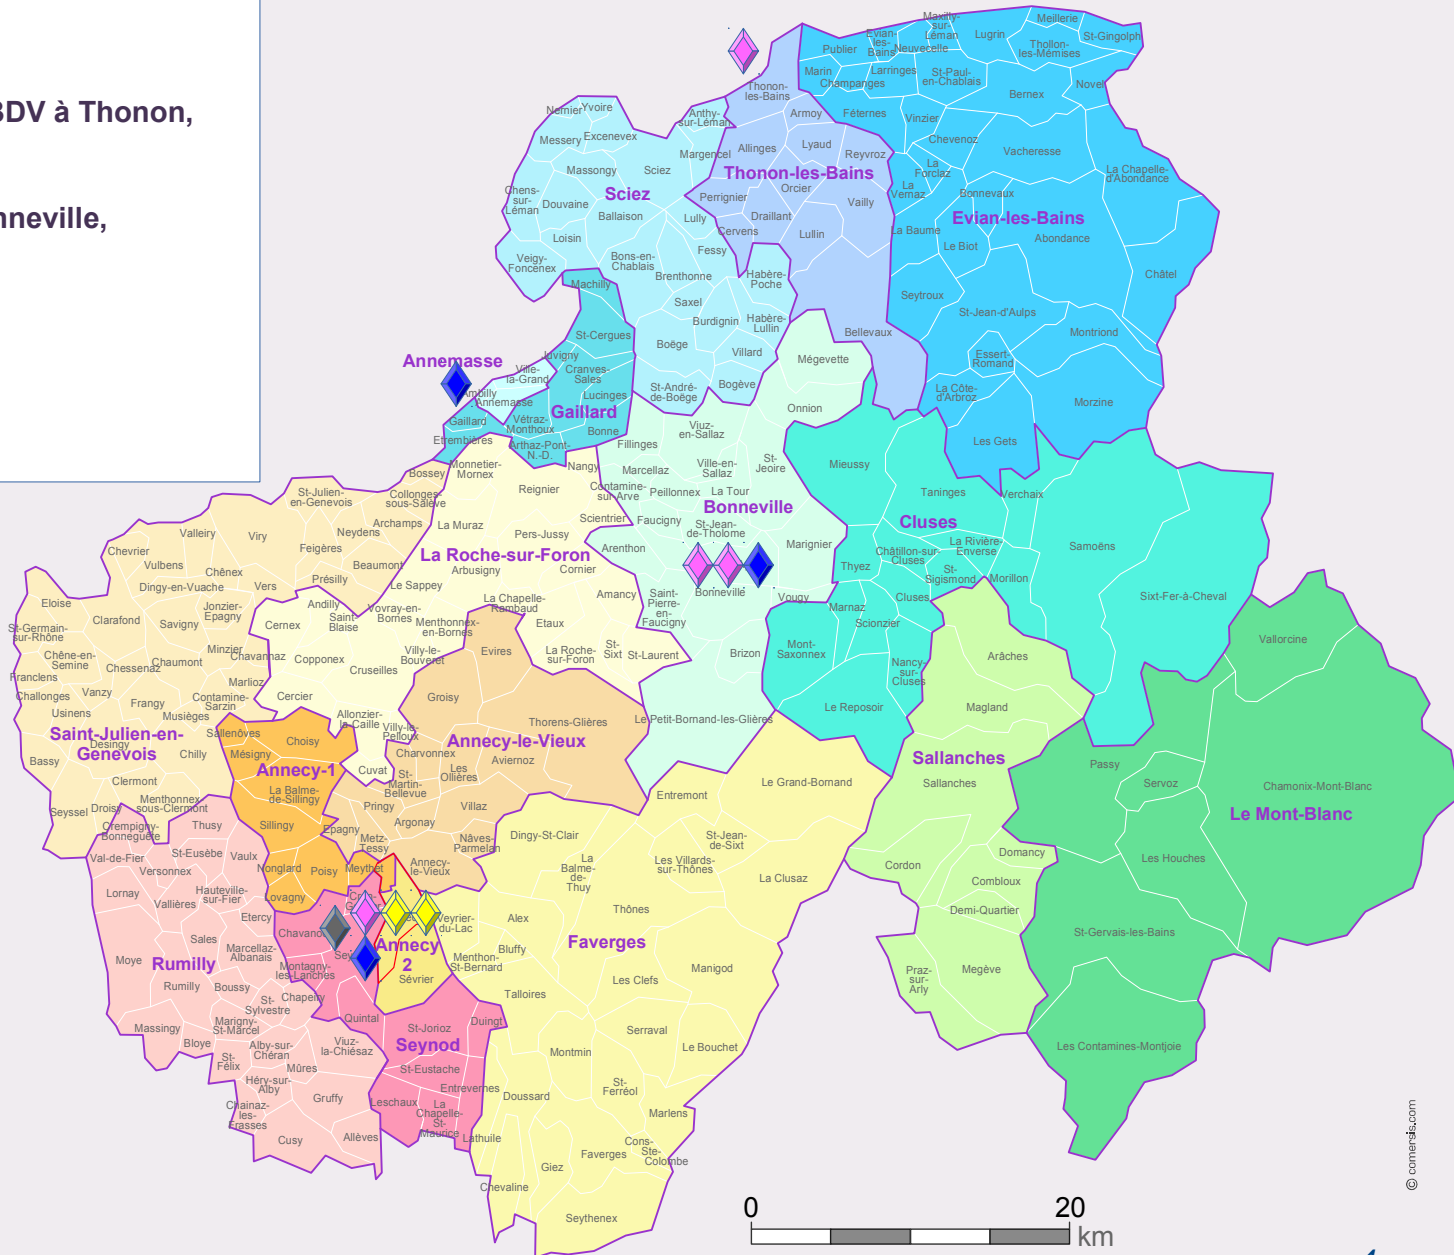 BDV à Thonon,
nneville,
Maxilly-
sur-
Léman
Meillerie
Evian-
les-
Bains
Publier
Neuvecelle
Lugrin
St-Gingolph
Thollon-
les-Mémises
Marin
Larringes
St-Paul-
en-Chablais
Champanges
Thonon-
les-Bains
Bernex
Novel
Nernier
Yvoire
Anthy-
sur-Léman
Armoy
Féternes
Vinzier
Messery
Excenevex
Chevenoz
Allinges
Lyaud
Margencel
Reyvroz
Vacheresse
Massongy
Sciez
Thonon-les-Bains
La
Forclaz
La Chapelle-
d'Abondance
Chens-
sur-
Léman
Sciez
Orcier
La
Vernaz
Bonnevaux
Perrignier
Vailly
Douvaine
Ballaison
Lully
Draillant
Evian-les-Bains
Cervens
La Baume
Loisin
Lullin
Abondance
Le Biot
Fessy
Veigy-
Foncenex
Bons-en-
Chablais
Brenthonne
Habère-
Poche
Châtel
Machilly
Saxel
Seytroux
St-Jean-d'Aulps
Burdignin
Habère-
Lullin
St-Cergues
Bellevaux
Montriond
Boëge
Villard
Juvigny
Mégevette
Essert-
Romand
Annemasse
Ville-
la-Grand
Cranves-
Sales
Ambilly
Annemasse
St-André-
de-Boëge
Bogève
La Côte-
d'Arbroz
Lucinges
Onnion
Morzine
Gaillard
Gaillard
Vétraz-
Monthoux
Bonne
Viuz-
en-Sallaz
Etrembières
Arthaz-Pont-
N.-D.
Fillinges
Les Gets
Bossey
Monnetier-
Mornex
Nangy
Marcellaz
Ville-en-
Sallaz
St-
Jeoire
Mieussy
St-Julien-
en-Genevois
Collonges-
sous-Salève
Reignier
Contamine-
sur-Arve
Peillonnex
La Tour
Taninges
Verchaix
Bonneville
Archamps
La Muraz
Scientrier
Faucigny
St-Jean-
de-Tholome
Cluses
Valleiry
Viry
Neydens
Pers-Jussy
Chevrier
Feigères
La Roche-sur-Foron
Arenthon
Marignier
Châtillon-sur-
Cluses
La Rivière-
Enverse
Samoëns
Vulbens
Chênex
Beaumont
Arbusigny
Cornier
Thyez
St-
Sigismond
Morillon
Dingy-en-Vuache
Vers
Présilly
Le Sappey
Amancy
Saint-
Pierre-
en-
Faucigny
Bonneville
Vougy
Cluses
Sixt-Fer-à-Cheval
Eloise
Jonzier-
Epagny
Andilly
Vovray-en-
Bornes
La Chapelle-
Rambaud
Marnaz
Clarafond
Savigny
Cernex
Saint-
Blaise
Menthonnex-
en-Bornes
Etaux
Scionzier
St-Germain-
sur-Rhône
Vallorcine
Minzier
Chavannaz
Villy-le-
Bouveret
Evires
La Roche-
sur-Foron
St-
Sixt
St-Laurent
Brizon
Mont-
Saxonnex
Arâches
Chêne-en-
Semine
Chaumont
Chessenaz
Copponex
Cruseilles
Nancy-
sur-
Cluses
Franclens
Marlioz
Challonges
Vanzy
Contamine-
Sarzin
Cercier
Groisy
Frangy
Magland
Usinens
Musièges
Allonzier-
la-Caille
Villy-le-
Pelloux
Thorens-Glières
Le Petit-Bornand-les-Glières
Le Reposoir
Saint-Julien-en-
Genevois
Sallenôves
Choisy
Annecy-le-Vieux
Desingy
Mésigny
Charvonnex
Aviernoz
Sallanches
Bassy
Chilly
Annecy-1
Cuvat
Les
Ollières
Passy
Clermont
St-
Martin-
Bellevue
Le Grand-Bornand
Sallanches
Servoz
Chamonix-Mont-Blanc
La Balme-
de-Sillingy
Entremont
Menthonnex-
sous-Clermont
Pringy
Villaz
Le Mont-Blanc
Seyssel
Droisy
Crempigny-
Bonneguête
Thusy
Sillingy
Epagny
Argonay
Dingy-St-Clair
St-Jean-
de-Sixt
Metz-
Tessy
Nâves-
Parmelan
Val-de-Fier
St-Eusèbe
Vaulx
Domancy
Les Houches
Versonnex
Nonglard
Poisy
Meythet
Annecy-
le-Vieux
La
Balme-
de-
Thuy
Les Villards-
sur-Thônes
La Clusaz
Cordon
Combloux
Lornay
Hauteville-
sur-Fier
Lovagny
Vallières
Thônes
Demi-Quartier
Etercy
Veyrier-
du-Lac
Alex
St-Gervais-les-Bains
Sales
Annecy
2
Bluffy
Faverges
Marcellaz-
Albanais
Moye
Rumilly
Menthon-
St-Bernard
Manigod
Megève
Montagny-
les-Lanches
Sévrier
Praz-
sur-
Arly
Rumilly
Boussy
Les Clefs
Chapeiry
Talloires
St-
Sylvestre
Massingy
Marigny-
St-Marcel
Quintal
St-Jorioz
Duingt
Serraval
Bloye
Alby-sur-
Chéran
Viuz-
la-Chiésaz
Seynod
Montmin
Le Bouchet
Les Contamines-Montjoie
St-
Félix
Mûres
St-Eustache
Héry-sur-
Alby
Entrevernes
St-
Ferréol
Gruffy
Leschaux
Doussard
Chainaz-
les-
Frasses
La
Chapelle-
St-
Maurice
Marlens
Cusy
Allèves
Lathuile
Cons-
Ste-
Colombe
Faverges
Giez
Chevaline
Seythenex
0
20
km
© comersis.com